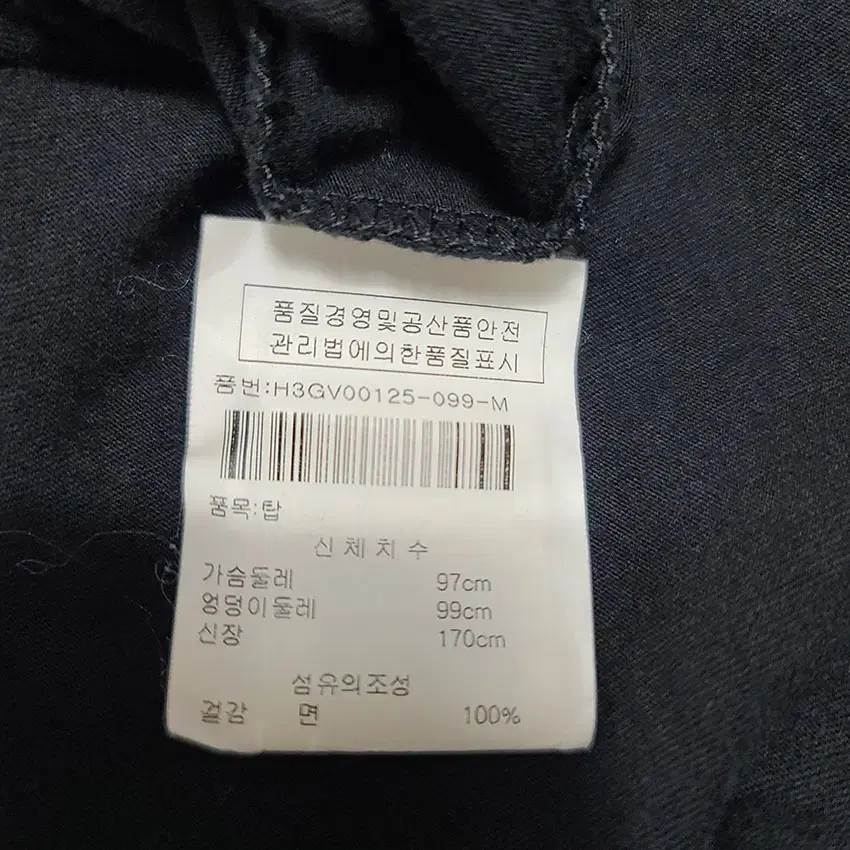 품질경영및공산품안전
관리법에의한품질표시
품번:H3GV00125-099-M
품목:탑
신체치수
가슴둘레 97cm
엉덩이둘레 99cm
신장 170cm
섬유의조성
겉감 면 100%